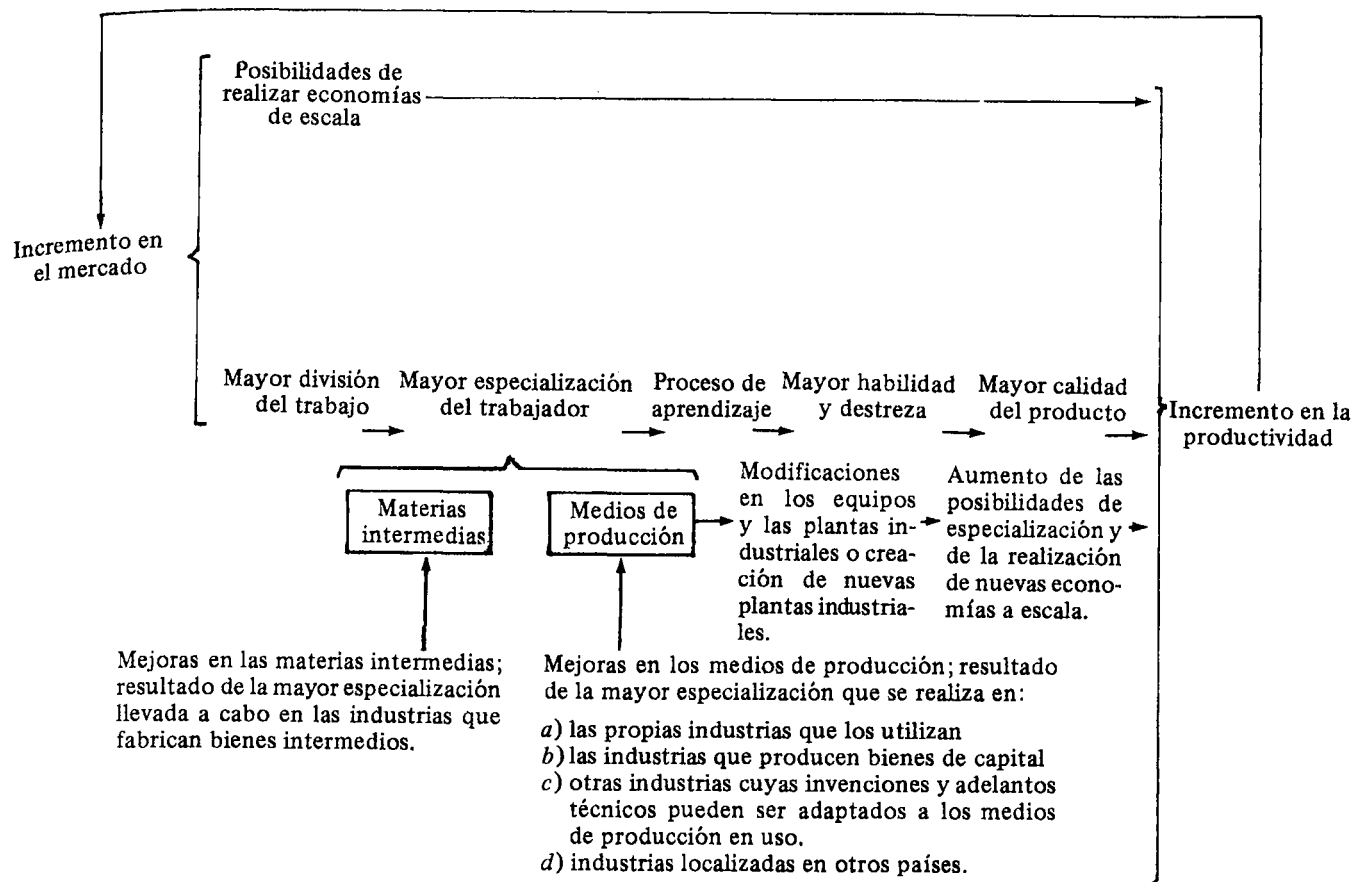 Posibilidades de
realizar economías
de escala
Incremento en
el mercado
Mayor división
del trabajo
Mayor especialización
del trabajador
Proceso de
aprendizaje
Mayor habilidad
y destreza
Mayor calidad
del producto
Incremento en la
productividad
Materias
intermedias
Medios de
producción
Modificaciones
en los equipos
y las plantas in-
dustriales o crea-
ción de nuevas
plantas industria-
les.
Aumento de las
posibilidades de
especialización y
de la realización
de nuevas econo-
mías a escala.
Mejoras en las materias intermedias;
resultado de la mayor especialización
llevada a cabo en las industrias que
fabrican bienes intermedios.
Mejoras en los medios de producción; resultado
de la mayor especialización que se realiza en:
a) las propias industrias que los utilizan
b) las industrias que producen bienes de capital
c) otras industrias cuyas invenciones y adelantos
técnicos pueden ser adaptados a los medios
de producción en uso.
d) industrias localizadas en otros países.